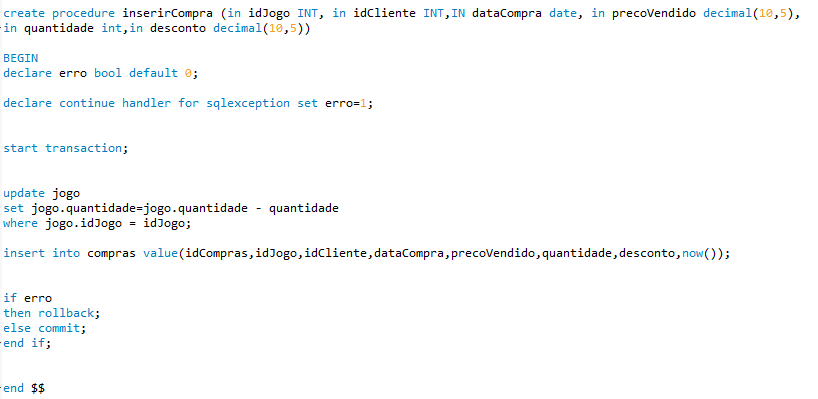 create procedure inserirCompra (in idJogo INT, in idCliente INT,IN dataCompra date, in precoVendido decimal(10,5),
in quantidade int,in desconto decimal(10,5))
BEGIN
declare erro bool default 0;
declare continue handler for sqlexception set erro=1;
start transaction;
update jogo
set jogo.quantidade=jogo.quantidade - quantidade
where jogo.idJogo = idJogo;
insert into compras value(idCompras,idJogo,idCliente,dataCompra,precoVendido,quantidade,desconto,now());
if erro
then rollback;
else commit;
end if;
end $$